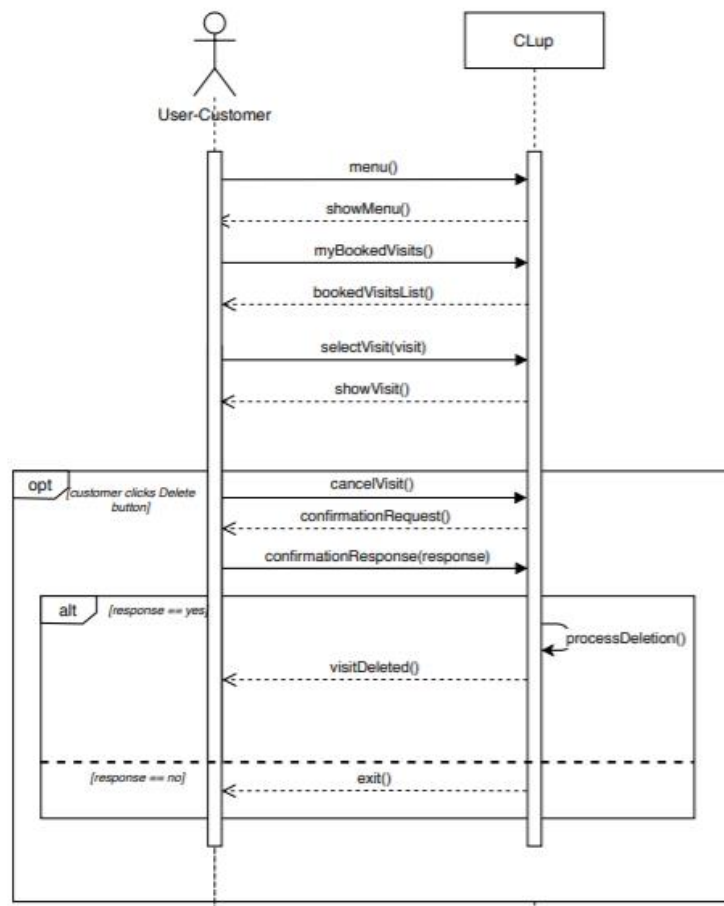 CLup
User-Customer
menu()
showMenu()
myBookedVisits()
bookedVisitsList()
selectVisit(visit)
showVisit()
opt
[customer clicks Delete
button]
cancelVisit()
confirmationRequest()
confirmationResponse(response)
alt
[response == yes]
processDeletion()
visitDeleted()
[response == no]
exit()